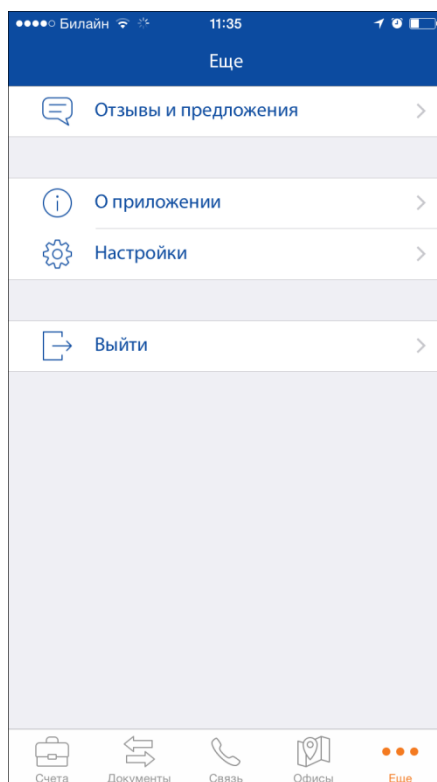 Билайн 11:35
Еще
Отзывы и предложения
О приложении
Настройки
Выйти
Счета Документы Связь Офисы Еще